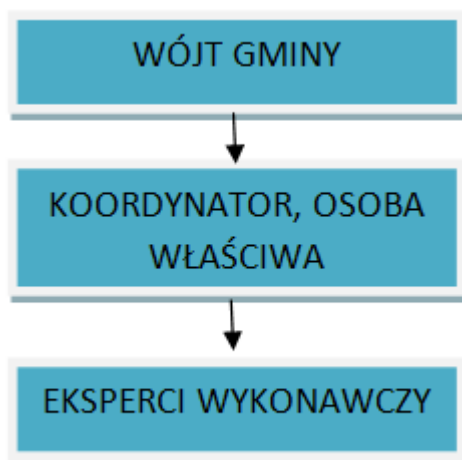 WÓJT GMINY
KOORDYNATOR, OSOBA
WŁAŚCIWA
EKSPERCI WYKONAWCZY